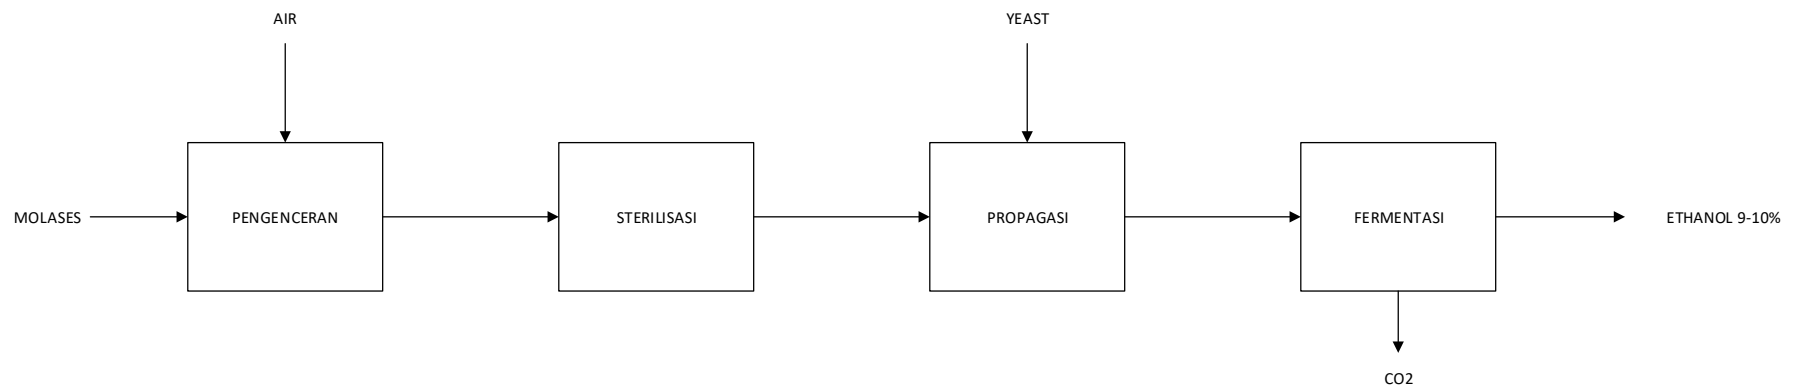 AIR
YEAST
MOLASES
PENGENCERAN
STERILISASI
PROPAGASI
FERMENTASI
ETHANOL 9-10%
CO2